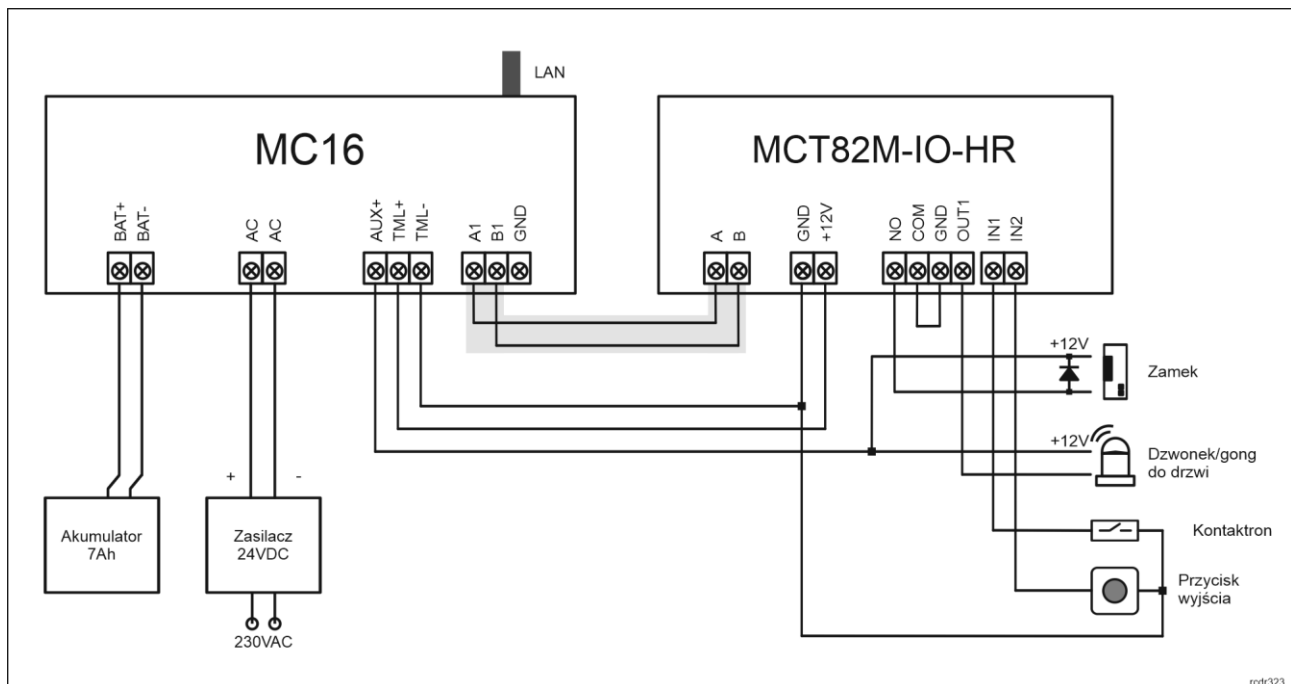 LAN
MC16
MCT82M-IO-HR
BAT+
BAT-
AC
AC
AUX+
TML+
TML-
A1
B1
GND
A
B
GND
+12V
NO
COM
GND
OUT1
IN1
IN2
+12V
Zamek
+12V
Dzwonek/gong
do drzwi
+
-
Akumulator
7Ah
Zasilacz
24VDC
Kontaktron
Przycisk
wyjścia
230VAC
rcdr323